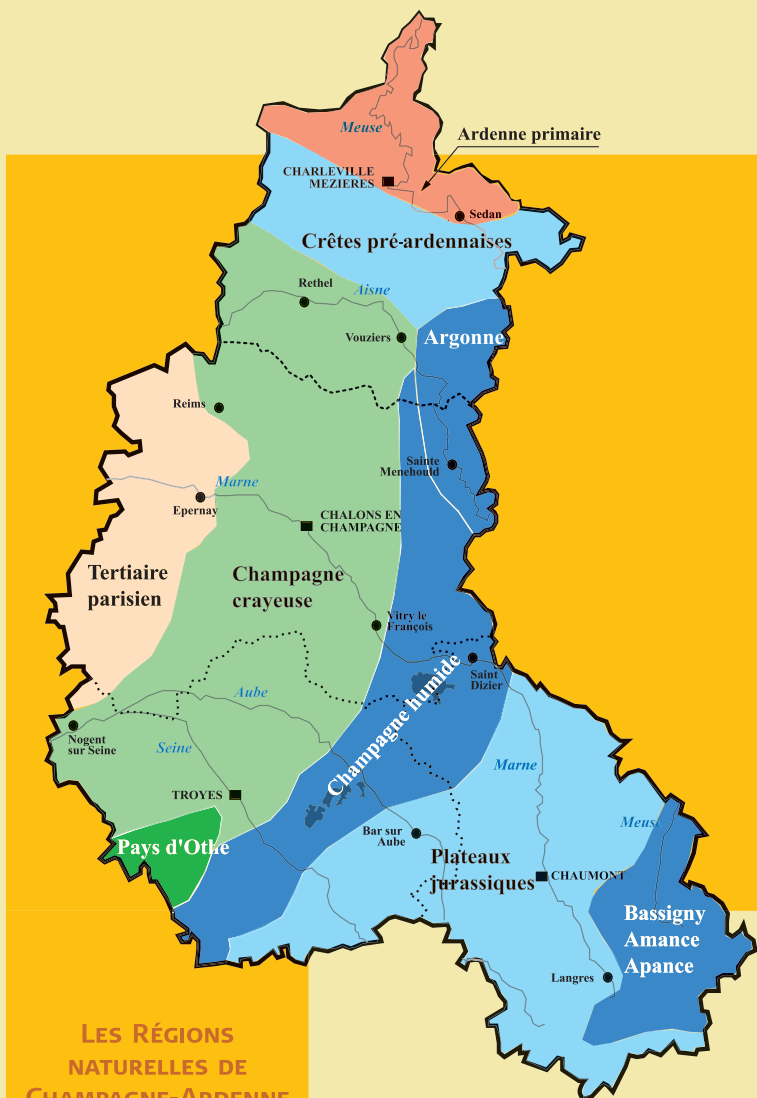 Meuse
Ardenne primaire
CHARLEVILLE
MEZIERES
Sedan
Crêtes pré-ardennaises
Rethel
Aisne
Vouziers
Argonne
Reims
Sainte
Menehould
Marne
Epernay
CHALONS EN
CHAMPAGNE
Tertiaire
parisien
Champagne
crayeuse
Vitry le
François
Saint
Dizier
Champagne humide
Aube
Nogent
sur Seine
Seine
Marne
TROYES
Meuse
Bar sur
Aube
Pays d'Othe
Plateaux
jurassiques
CHAUMONT
Bassigny
Amance
Apance
Langres
LES RÉGIONS
NATURELLES DE
CHAMPAGNE-ARDENNE